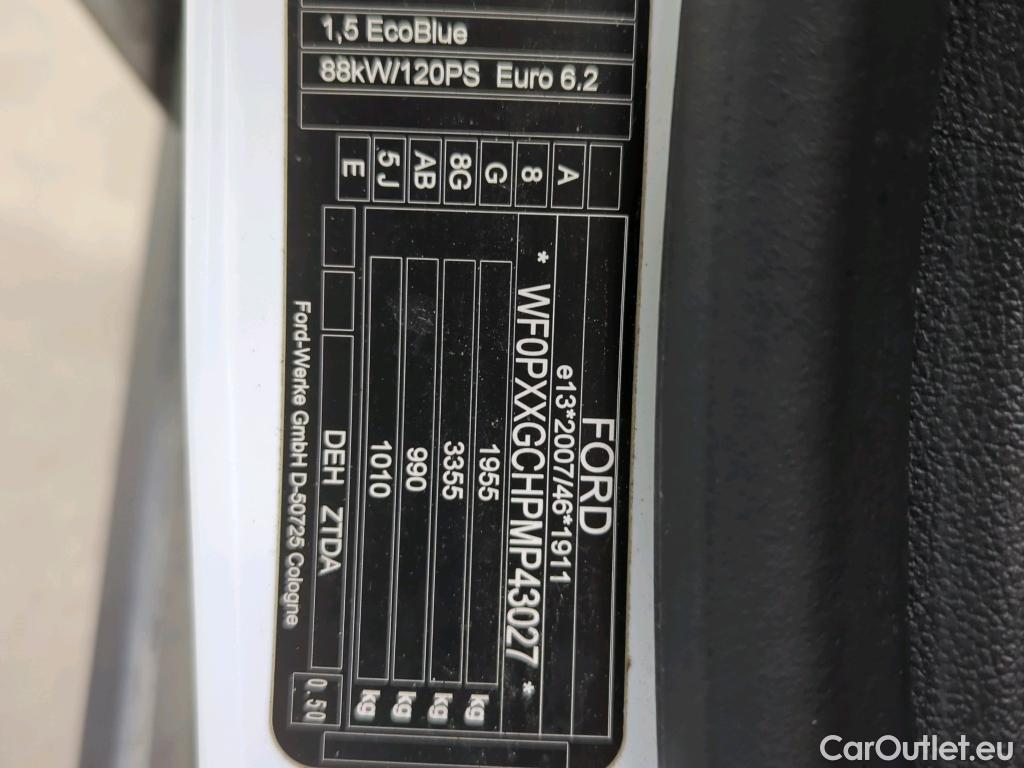 1,5 EcoBlue
88kW/120PS Euro 6.2
A
8
G
8G
AB
5J
E
FORD
e13*2007/46*1911
* WF0PXXGCHPMP43027 *
1955 kg
3355 kg
990 kg
1010 kg
DEH ZTDA
0.50
Ford-Werke GmbH D-50725 Cologne
CarOutlet.eu